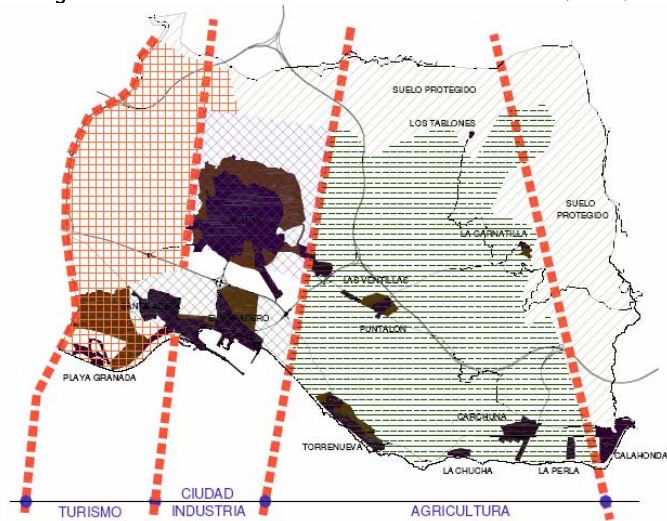 SUELO PROTEGIDO
LOS TABLONES
SUELO
PROTEGIDO
LA GARNATILLA
LAS VENTILLAS
PUNTALON
PLAYA GRANADA
TORRENUEVA
CARCHUNA
LA CHUCHA
LA PERLA
CALAHONDA
TURISMO
CIUDAD
INDUSTRIA
AGRICULTURA